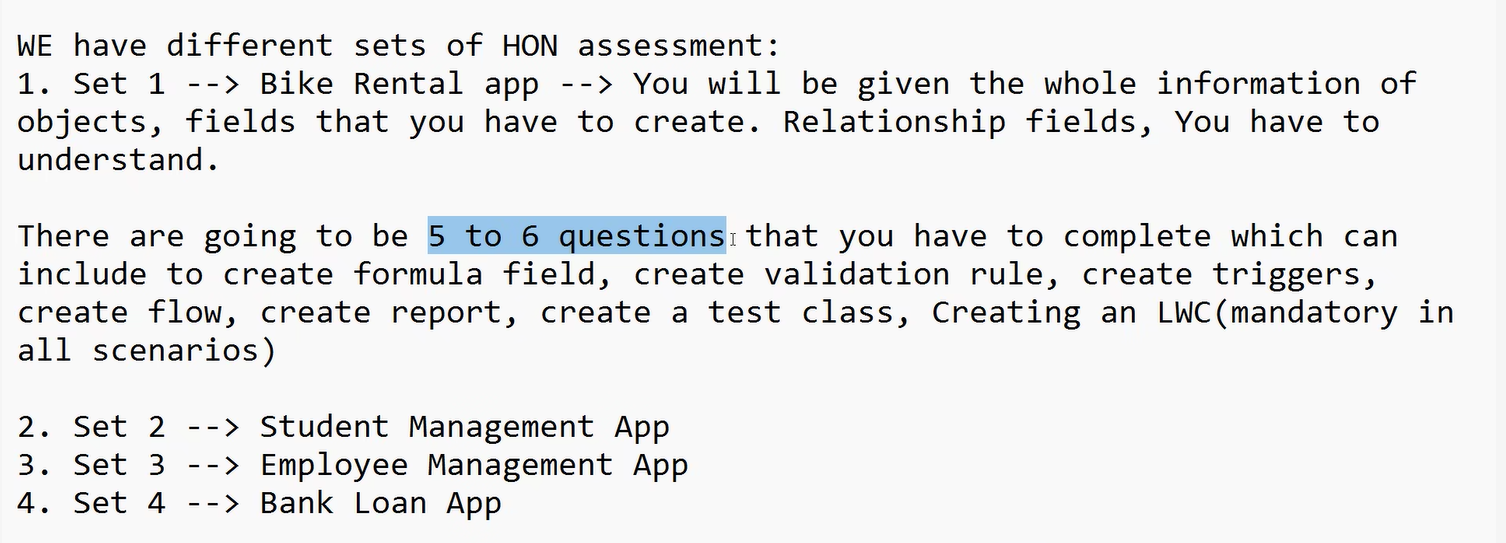 WE have different sets of HON assessment:
1. Set 1 --> Bike Rental app --> You will be given the whole information of
objects, fields that you have to create. Relationship fields, You have to
understand.
There are going to be 5 to 6 questions that you have to complete which can
include to create formula field, create validation rule, create triggers,
create flow, create report, create a test class, Creating an LWC(mandatory in
all scenarios)
2. Set 2 --> Student Management App
3. Set 3 --> Employee Management App
4. Set 4 --> Bank Loan App